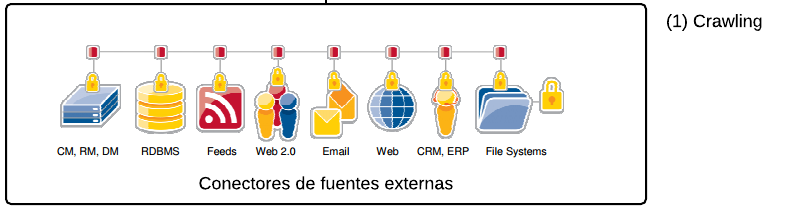 (1) Crawling
CM, RM, DM RDBMS Feeds Web 2.0 Email Web CRM, ERP File Systems
Conectores de fuentes externas